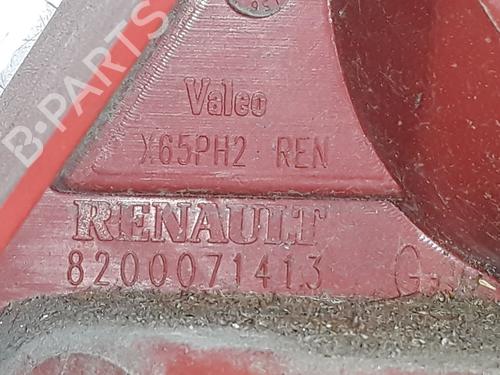 Valeo
X65PH2 REN
RENAULT
8200071413
G
B-PARTS